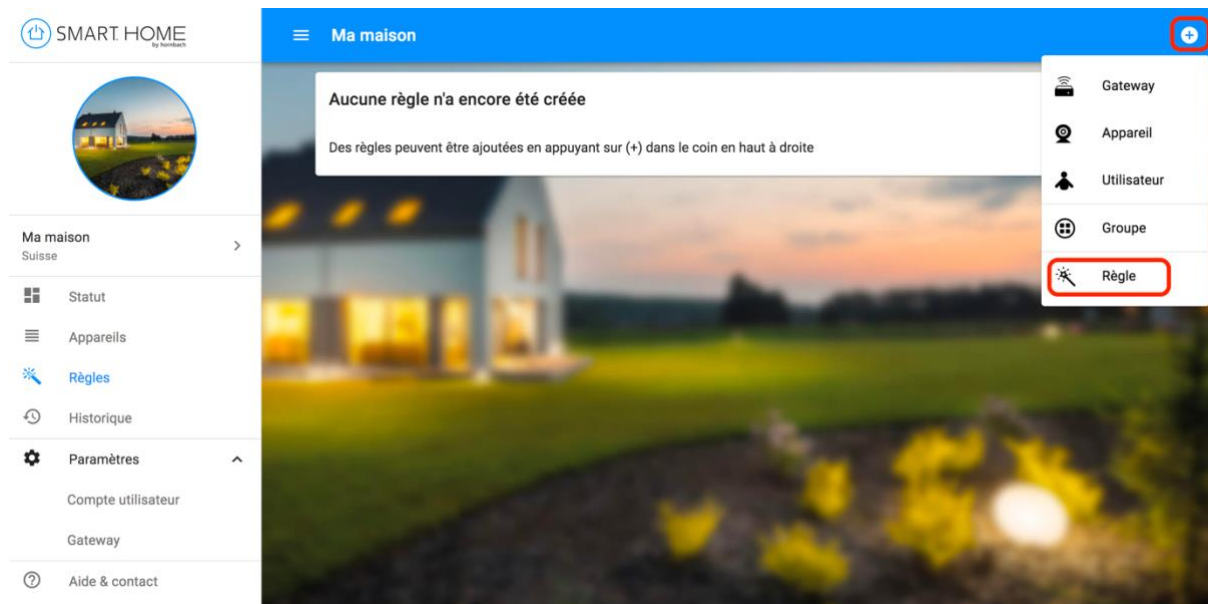 SMART HOME
by hornbach
Ma maison
Aucune règle n'a encore été créée
Des règles peuvent être ajoutées en appuyant sur (+) dans le coin en haut à droite
Gateway
Appareil
Utilisateur
Groupe
Règle
Ma maison
Suisse
Statut
Appareils
Règles
Historique
Paramètres
Compte utilisateur
Gateway
Aide & contact